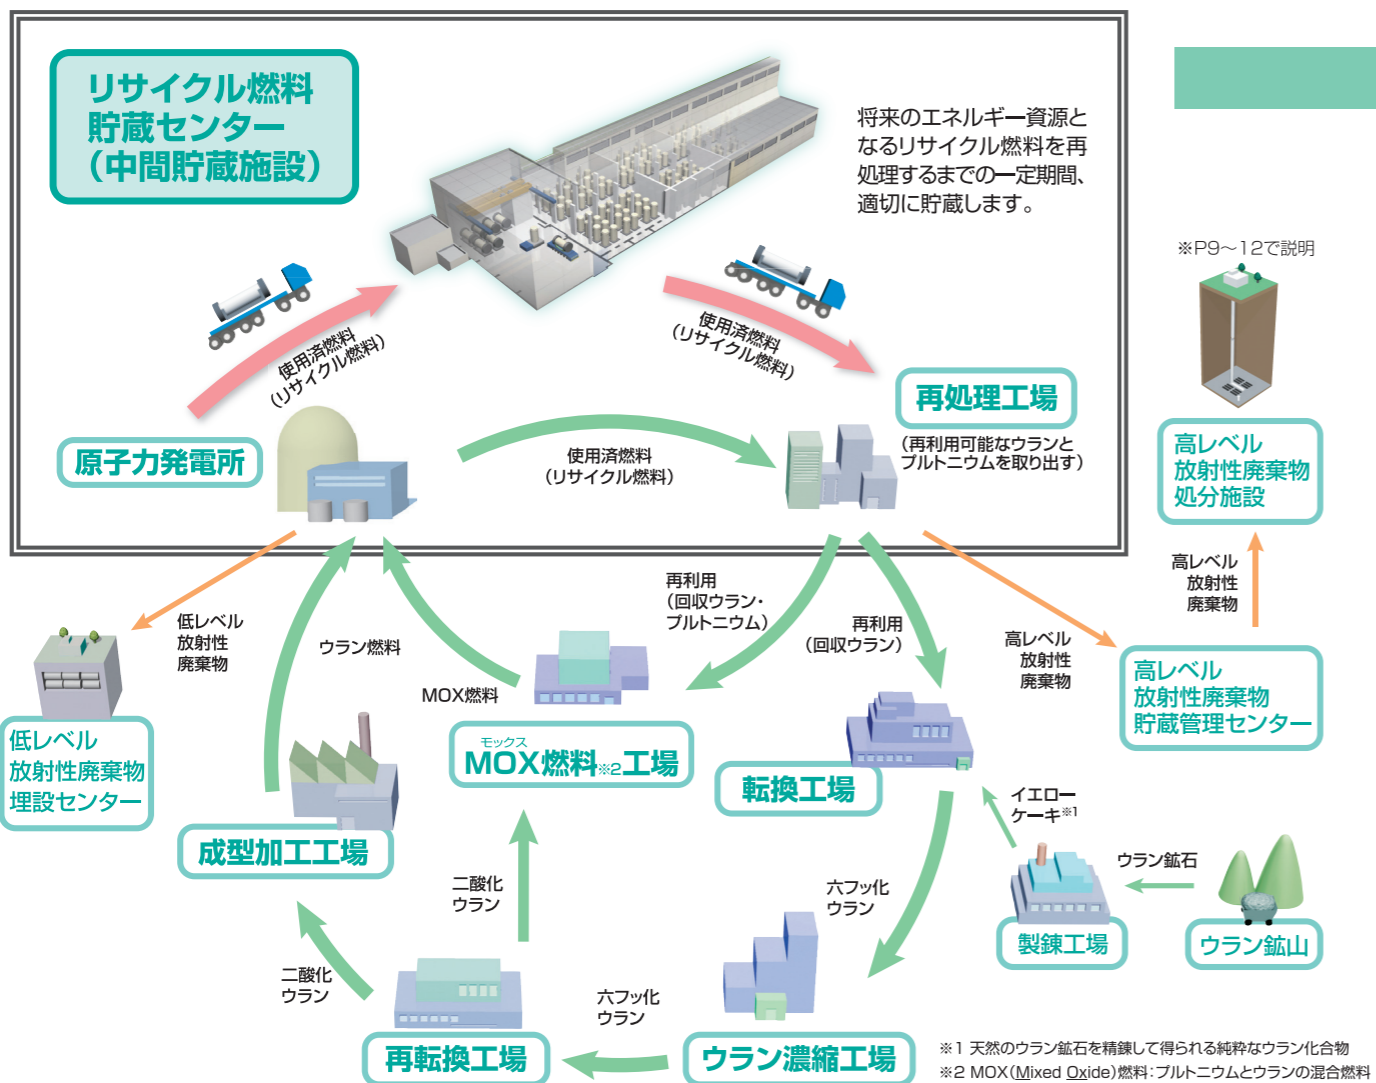 リサイクル燃料
貯蔵センター
（中間貯蔵施設）
将来のエネルギー資源と
なるリサイクル燃料を再
処理するまでの一定期間、
適切に貯蔵します。
※P9～12で説明
使用済燃料
（リサイクル燃料）
使用済燃料
（リサイクル燃料）
再処理工場
（再利用可能なウランと
プルトニウムを取り出す）
原子力発電所
使用済燃料
（リサイクル燃料）
高レベル
放射性廃棄物
処分施設
高レベル
放射性
廃棄物
低レベル
放射性
廃棄物
ウラン燃料
再利用
（回収ウラン・
プルトニウム）
再利用
（回収ウラン）
高レベル
放射性
廃棄物
高レベル
放射性廃棄物
貯蔵管理センター
MOX燃料
低レベル
放射性廃棄物
埋設センター
モックス
MOX燃料※2工場
転換工場
イエロー
ケーキ※1
成型加工工場
ウラン鉱石
二酸化
ウラン
六フッ化
ウラン
製錬工場
ウラン鉱山
二酸化
ウラン
六フッ化
ウラン
再転換工場
ウラン濃縮工場
※1 天然のウラン鉱石を精錬して得られる純粋なウラン化合物
※2 MOX（Mixed Oxide）燃料：プルトニウムとウランの混合燃料